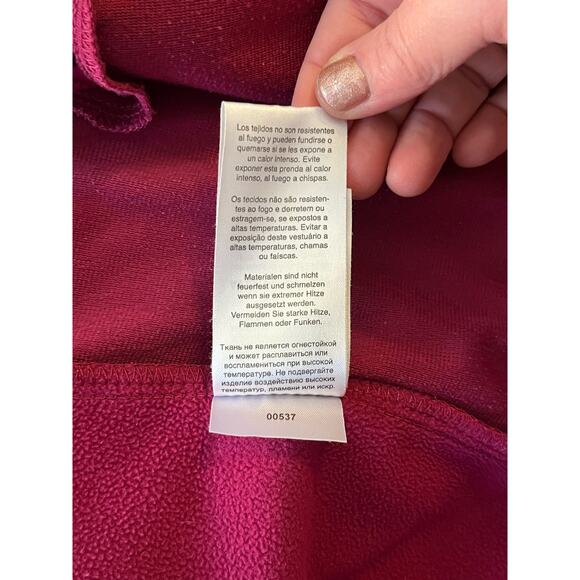 Los tejidos no son resistentes
al fuego y pueden fundirse o
quemarse si se les expone a
un calor intenso. Evite
exponer esta prenda al calor
intenso, al fuego a chispas.
Os tecidos não são resisten-
tes ao fogo e derretem ou
estragem-se, se expostos a
altas temperaturas. Evitar a
exposição deste vestuário a
altas temperaturas, chamas
ou faíscas.
Materialen sind nicht
feuerfest und schmelzen
wenn sie extremer Hitze
ausgesetzt werden.
Vermeiden Sie starke Hitze,
Flammen oder Funken.
Ткань не является огнестойкой
и может расплавиться или
воспламениться при высокой
температуре. Не подвергайте
изделие воздействию высоких
температур, пламени или искр.
00537